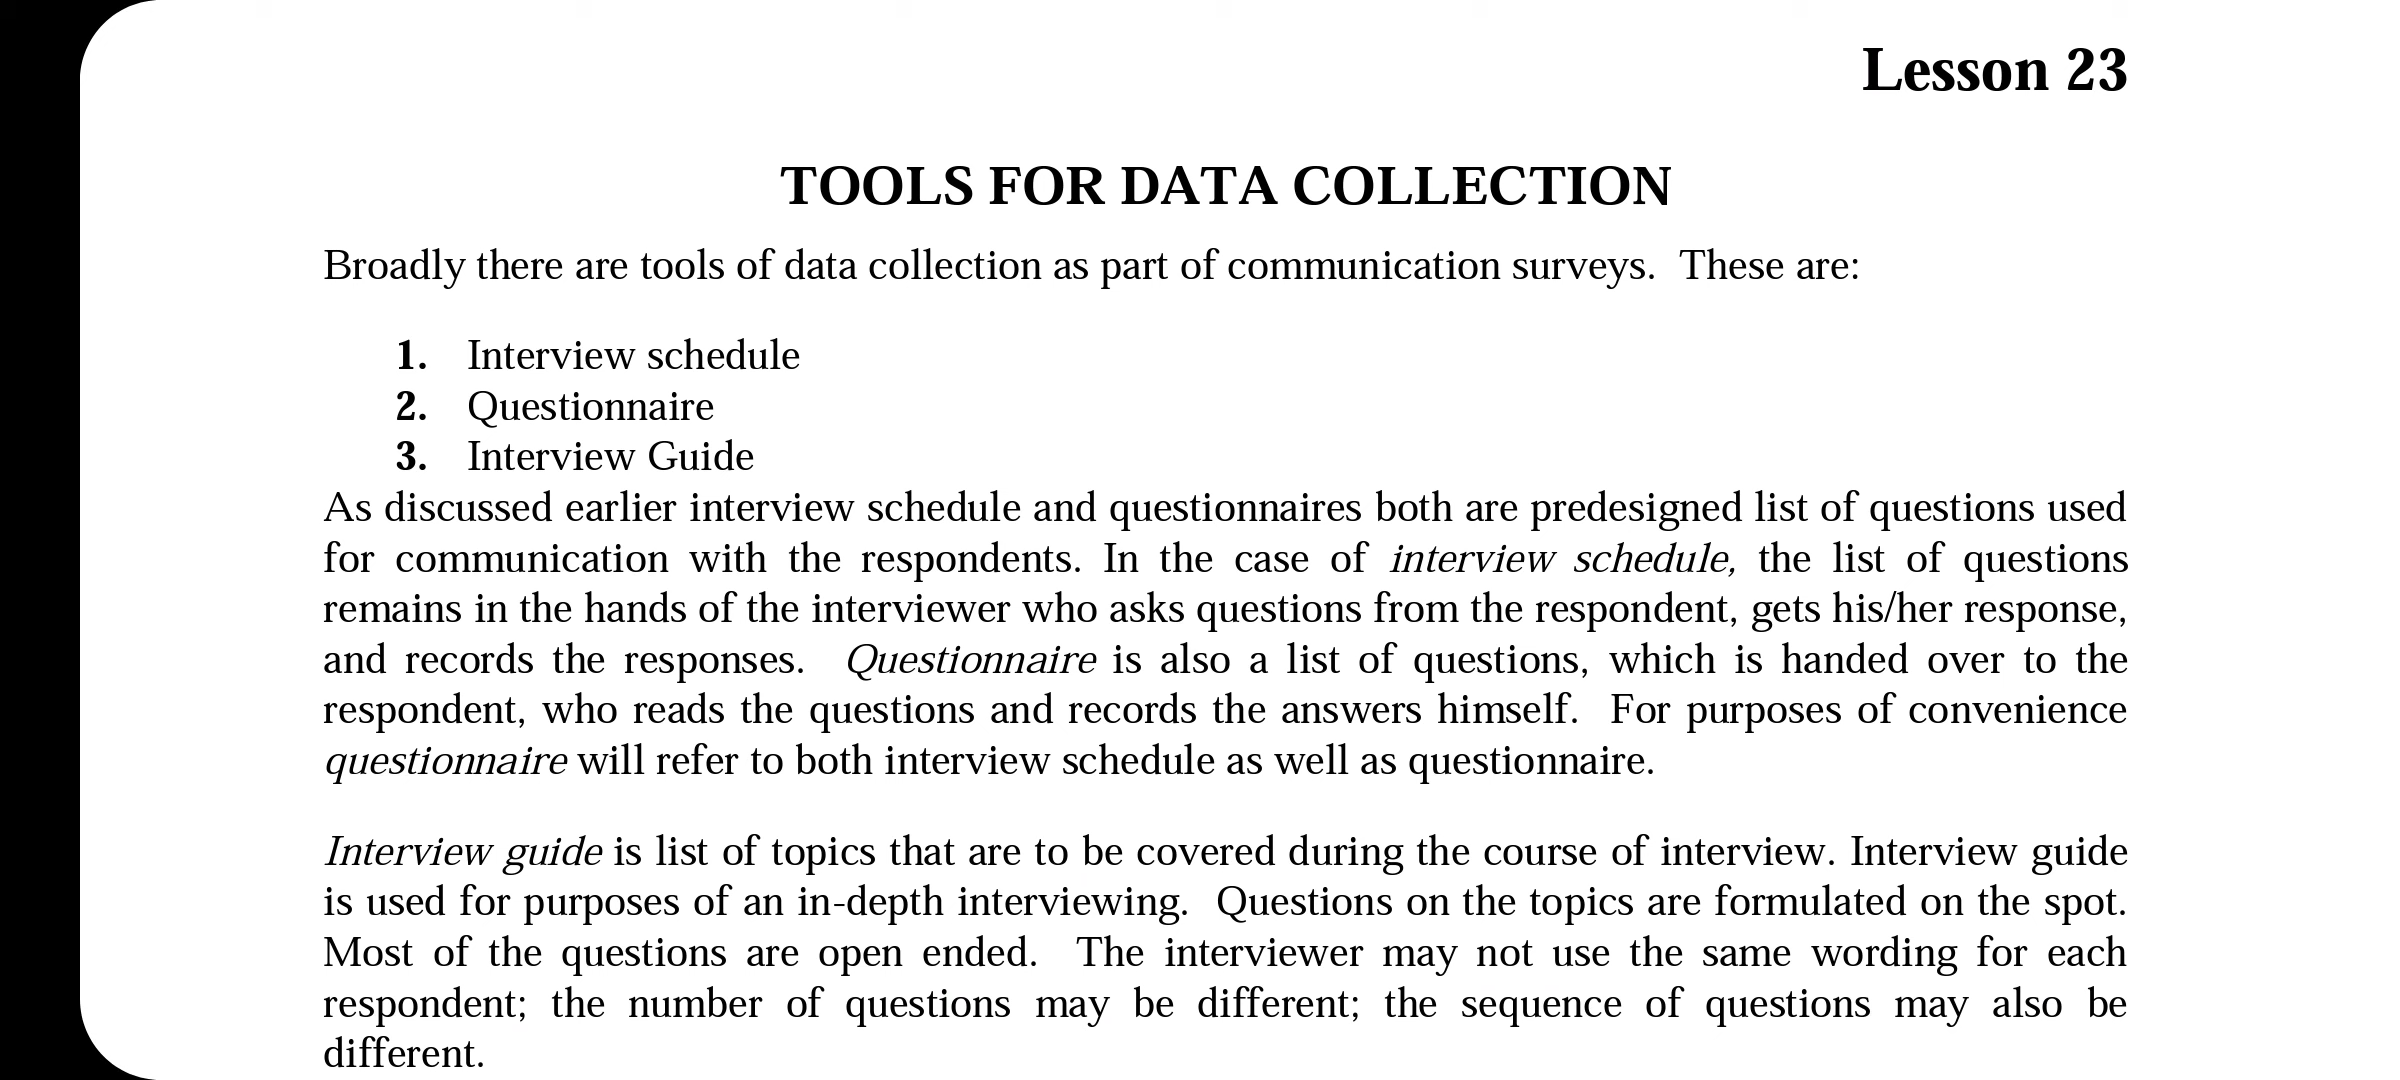 Lesson 23
TOOLS FOR DATA COLLECTION
Broadly there are tools of data collection as part of communication surveys.  These are:
1. Interview schedule
2. Questionnaire
3. Interview Guide
As discussed earlier interview schedule and questionnaires both are predesigned list of questions used
for communication with the respondents. In the case of interview schedule, the list of questions
remains in the hands of the interviewer who asks questions from the respondent, gets his/her response,
and records the responses.  Questionnaire is also a list of questions, which is handed over to the
respondent, who reads the questions and records the answers himself.  For purposes of convenience
questionnaire will refer to both interview schedule as well as questionnaire.
Interview guide is list of topics that are to be covered during the course of interview. Interview guide
is used for purposes of an in-depth interviewing.  Questions on the topics are formulated on the spot.
Most of the questions are open ended.  The interviewer may not use the same wording for each
respondent; the number of questions may be different; the sequence of questions may also be
different.